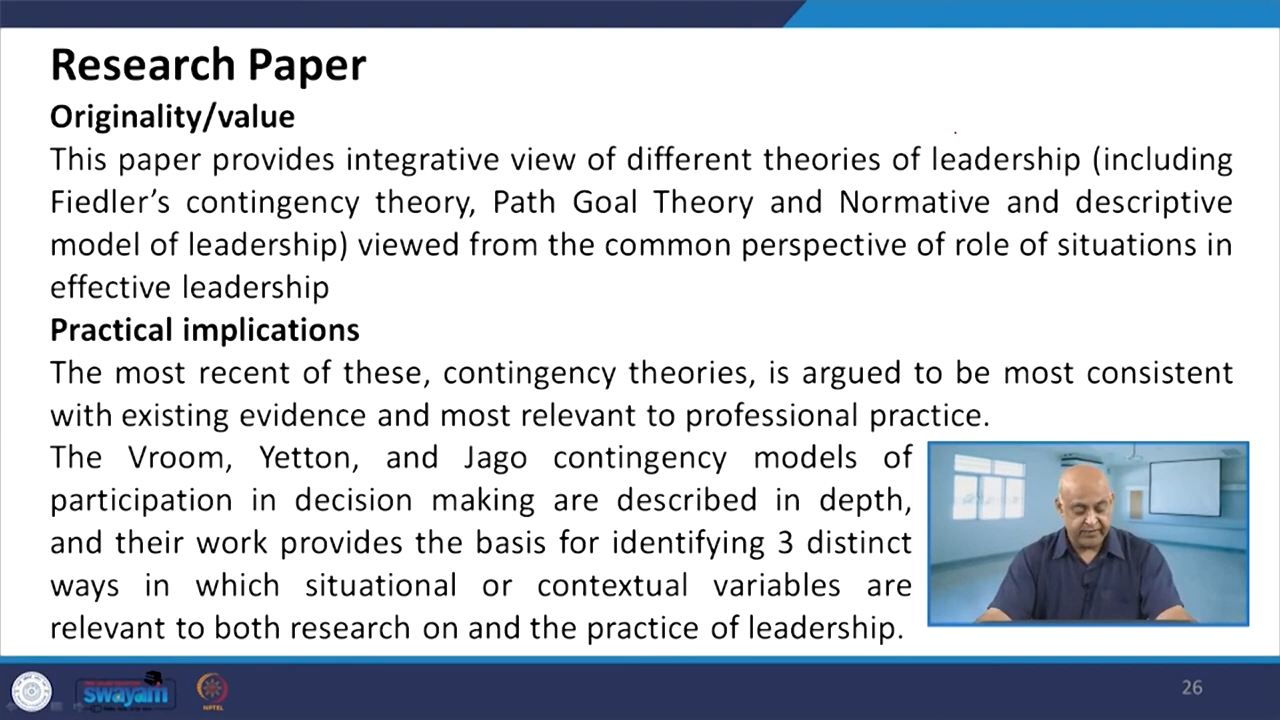 Research Paper
Originality/value
This paper provides integrative view of different theories of leadership (including
Fiedler’s contingency theory, Path Goal Theory and Normative and descriptive
model of leadership) viewed from the common perspective of role of situations in
effective leadership
Practical implications
The most recent of these, contingency theories, is argued to be most consistent
with existing evidence and most relevant to professional practice.
The Vroom, Yetton, and Jago contingency models of
participation in decision making are described in depth,
and their work provides the basis for identifying 3 distinct
ways in which situational or contextual variables are
relevant to both research on and the practice of leadership.
swayam
NPTEL
26